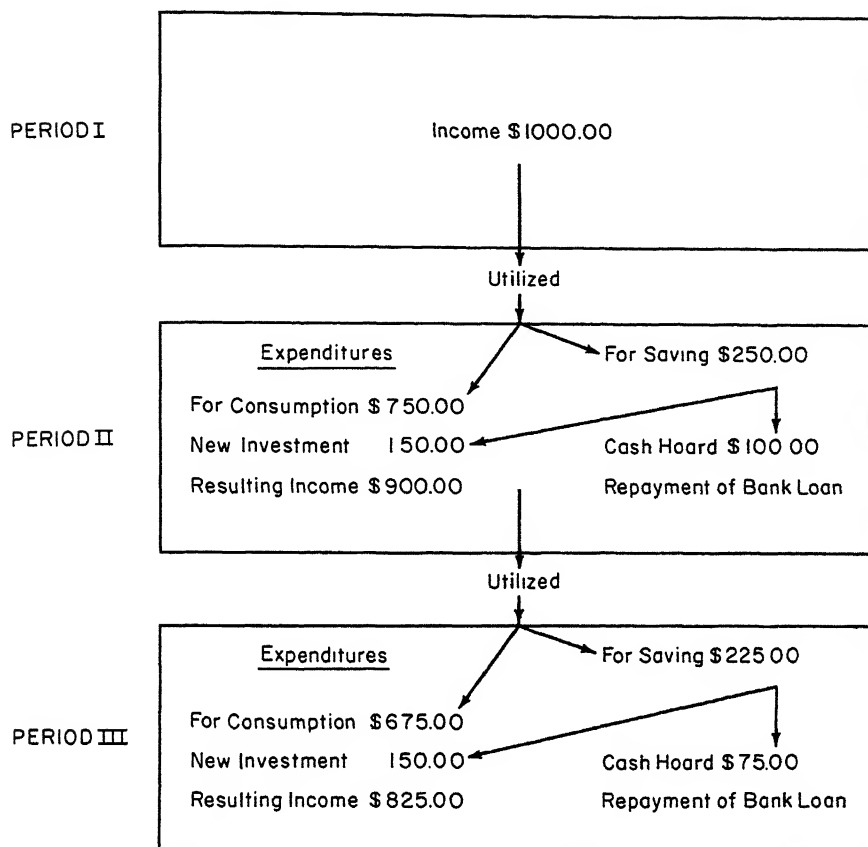 PERIOD I
Income $1000.00
Utilized
PERIOD II
Expenditures
For Saving $250.00
For Consumption $750.00
New Investment 150.00
Cash Hoard $100 00
Resulting Income $900.00
Repayment of Bank Loan
Utilized
PERIOD III
Expenditures
For Saving $225 00
For Consumption $675.00
New Investment 150.00
Cash Hoard $75.00
Resulting Income $825.00
Repayment of Bank Loan